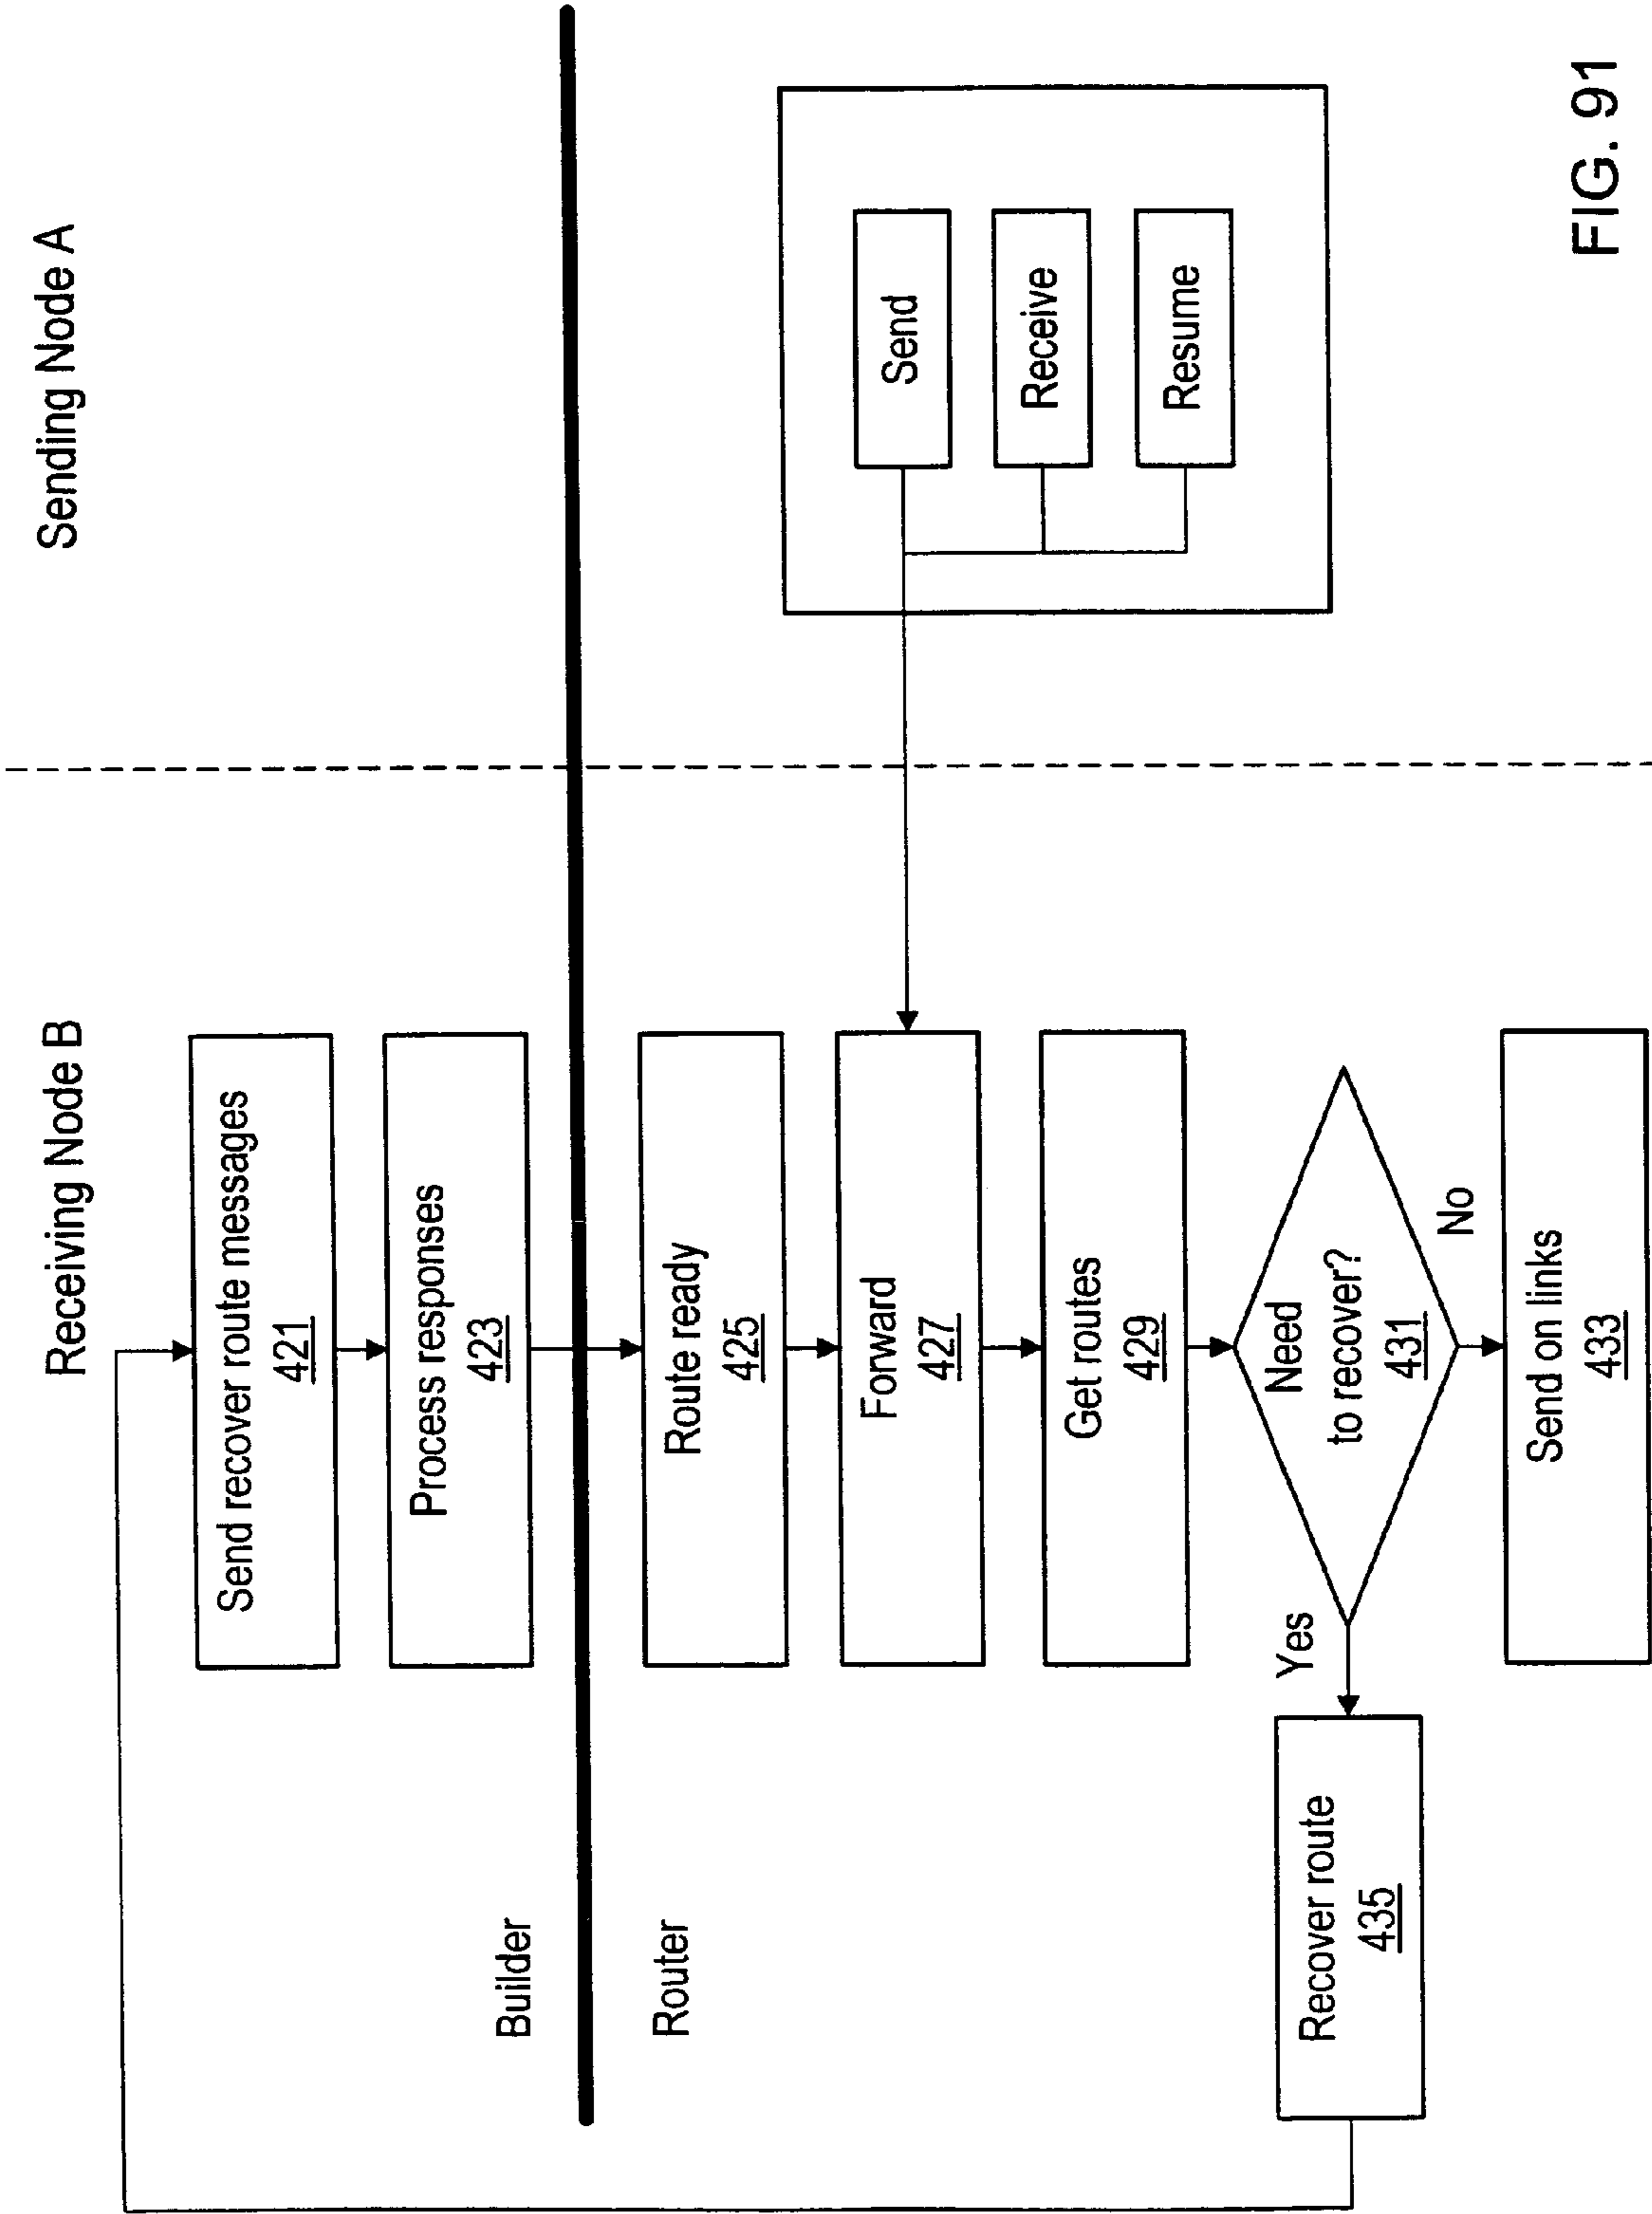 Receiving Node B
Sending Node A
Send recover route messages
421
Process responses
423
Builder
Router
Route ready
425
Forward
427
Get routes
429
Need
to recover?
431
Yes
No
Recover route
435
Send on links
433
Send
Receive
Resume
FIG. 91